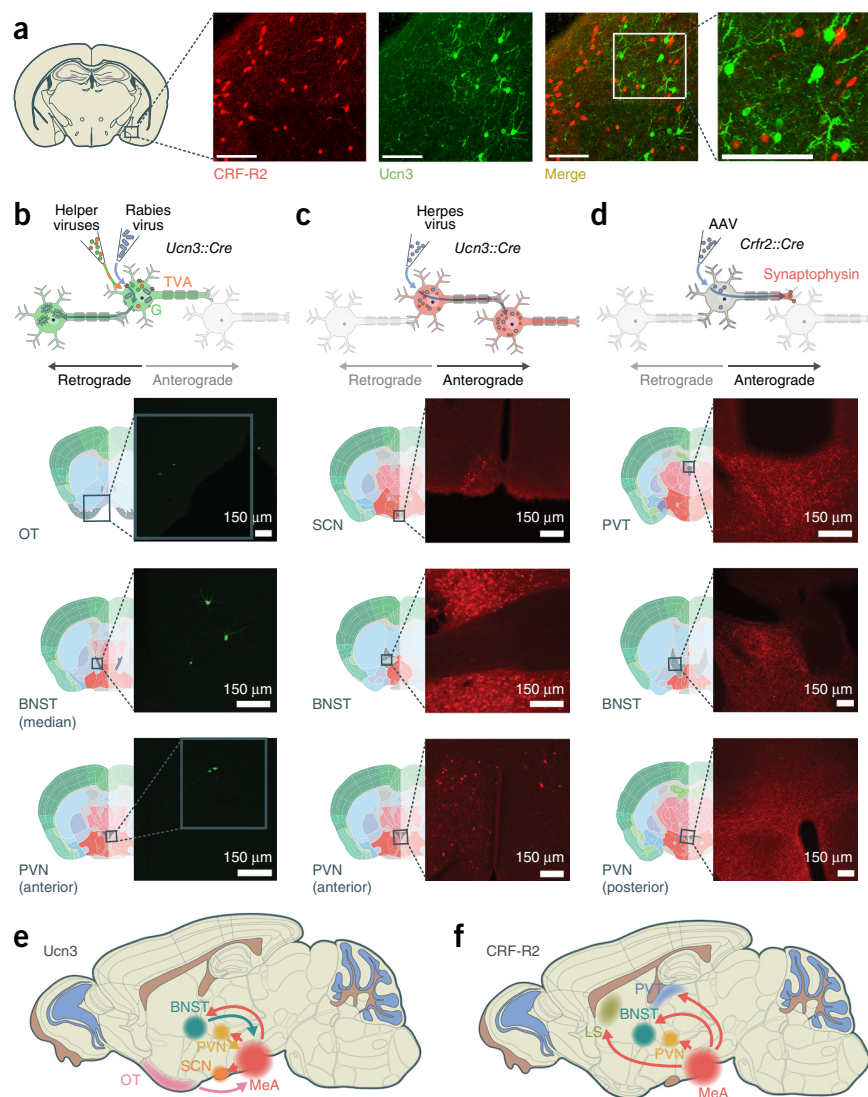 a
CRF-R2
Ucn3
Merge
b
Helper
viruses
Rabies
virus
Ucn3::Cre
TVA
G
Retrograde
Anterograde
OT
150 μm
BNST
(median)
150 μm
PVN
(anterior)
150 μm
c
Herpes
virus
Ucn3::Cre
Retrograde
Anterograde
SCN
150 μm
BNST
150 μm
PVN
(anterior)
150 μm
d
AAV
Crfr2::Cre
Synaptophysin
Retrograde
Anterograde
PVT
150 μm
BNST
150 μm
PVN
(posterior)
150 μm
e
Ucn3
BNST
PVN
SCN
OT
MeA
f
CRF-R2
PVT
BNST
LS
PVN
MeA